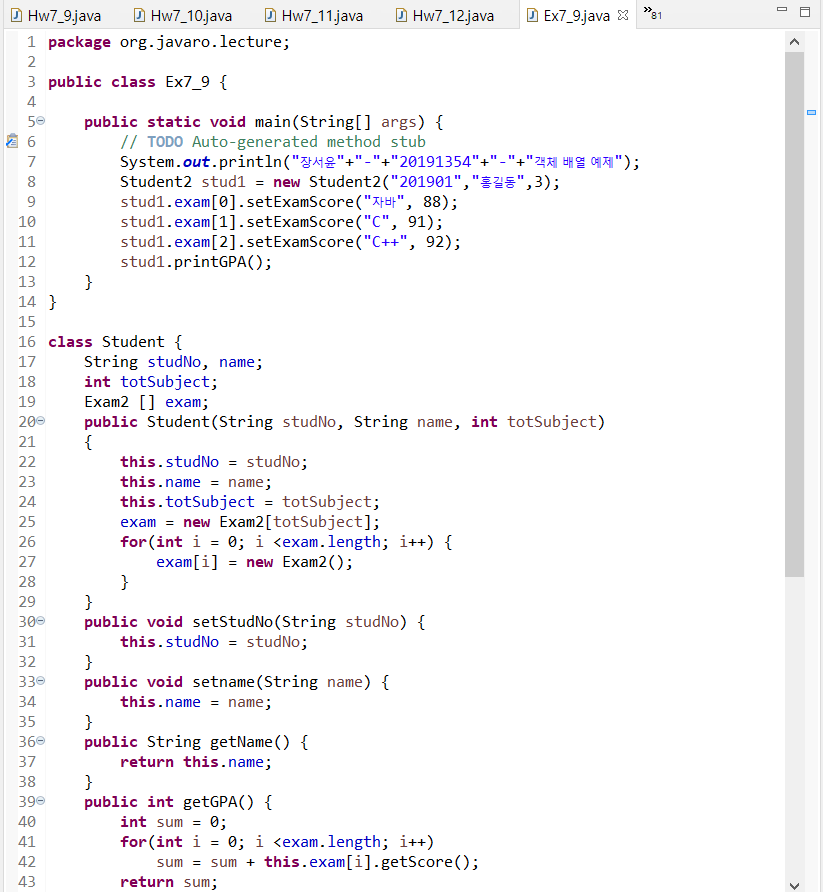 Hw7_9.java Hw7_10.java Hw7_11.java Hw7_12.java Ex7_9.java »81
1 package org.javaro.lecture;
2
3 public class Ex7_9 {
4
5 public static void main(String[] args) {
6 // TODO Auto-generated method stub
7 System.out.println("장서윤"+"-"+"20191354"+"-"+"객체 배열 예제");
8 Student2 stud1 = new Student2("201901","홍길동",3);
9 stud1.exam[0].setExamScore("자바", 88);
10 stud1.exam[1].setExamScore("C", 91);
11 stud1.exam[2].setExamScore("C++", 92);
12 stud1.printGPA();
13 }
14 }
15
16 class Student {
17 String studNo, name;
18 int totSubject;
19 Exam2 [] exam;
20 public Student(String studNo, String name, int totSubject)
21 {
22 this.studNo = studNo;
23 this.name = name;
24 this.totSubject = totSubject;
25 exam = new Exam2[totSubject];
26 for(int i = 0; i <exam.length; i++) {
27 exam[i] = new Exam2();
28 }
29 }
30 public void setStudNo(String studNo) {
31 this.studNo = studNo;
32 }
33 public void setname(String name) {
34 this.name = name;
35 }
36 public String getName() {
37 return this.name;
38 }
39 public int getGPA() {
40 int sum = 0;
41 for(int i = 0; i <exam.length; i++)
42 sum = sum + this.exam[i].getScore();
43 return sum;